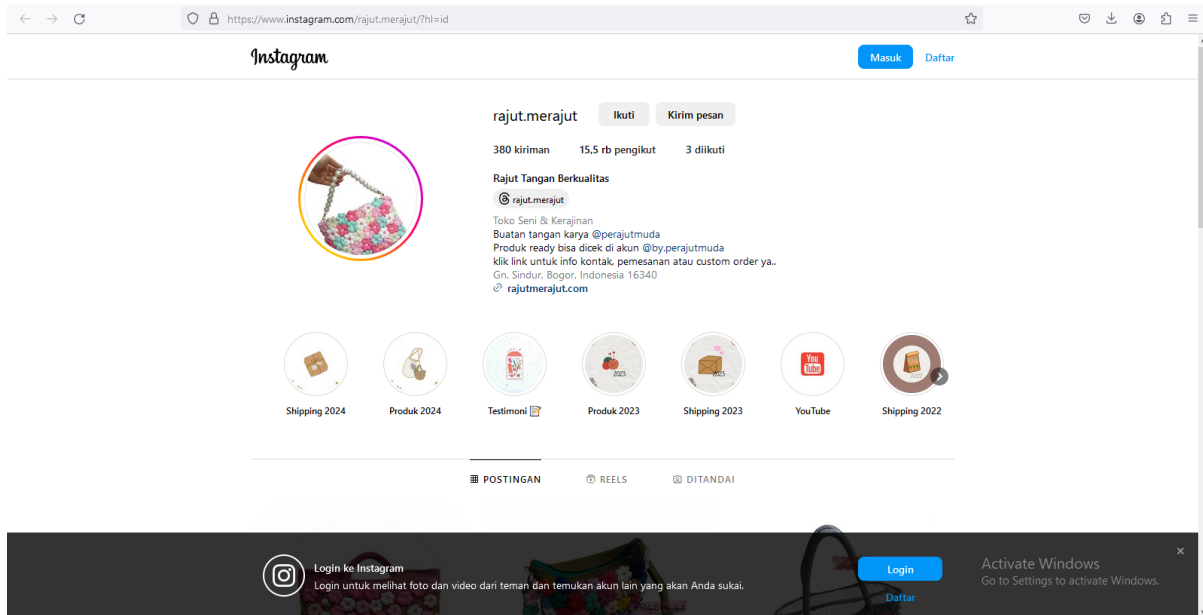 https://www.instagram.com/rajut.merajut/?hl=id
Instagram
Masuk
Daftar
rajut.merajut
Ikuti
Kirim pesan
380 kiriman
15,5 rb pengikut
3 diikuti
Rajut Tangan Berkualitas
rajut.merajut
Toko Seni & Kerajinan
Buatan tangan karya @perajutmuda
Produk ready bisa dicek di akun @by.perajutmuda
klik link untuk info kontak, pemesanan atau custom order ya..
Gn. Sindur, Bogor, Indonesia 16340
rajutmerajut.com
2023
2023
You
Tube
Shipping 2024
Produk 2024
Testimoni 📝
Produk 2023
Shipping 2023
YouTube
Shipping 2022
POSTINGAN
REELS
DITANDAI
Login ke Instagram
Login untuk melihat foto dan video dari teman dan temukan akun lain yang akan Anda sukai.
Login
Daftar
Activate Windows
Go to Settings to activate Windows.